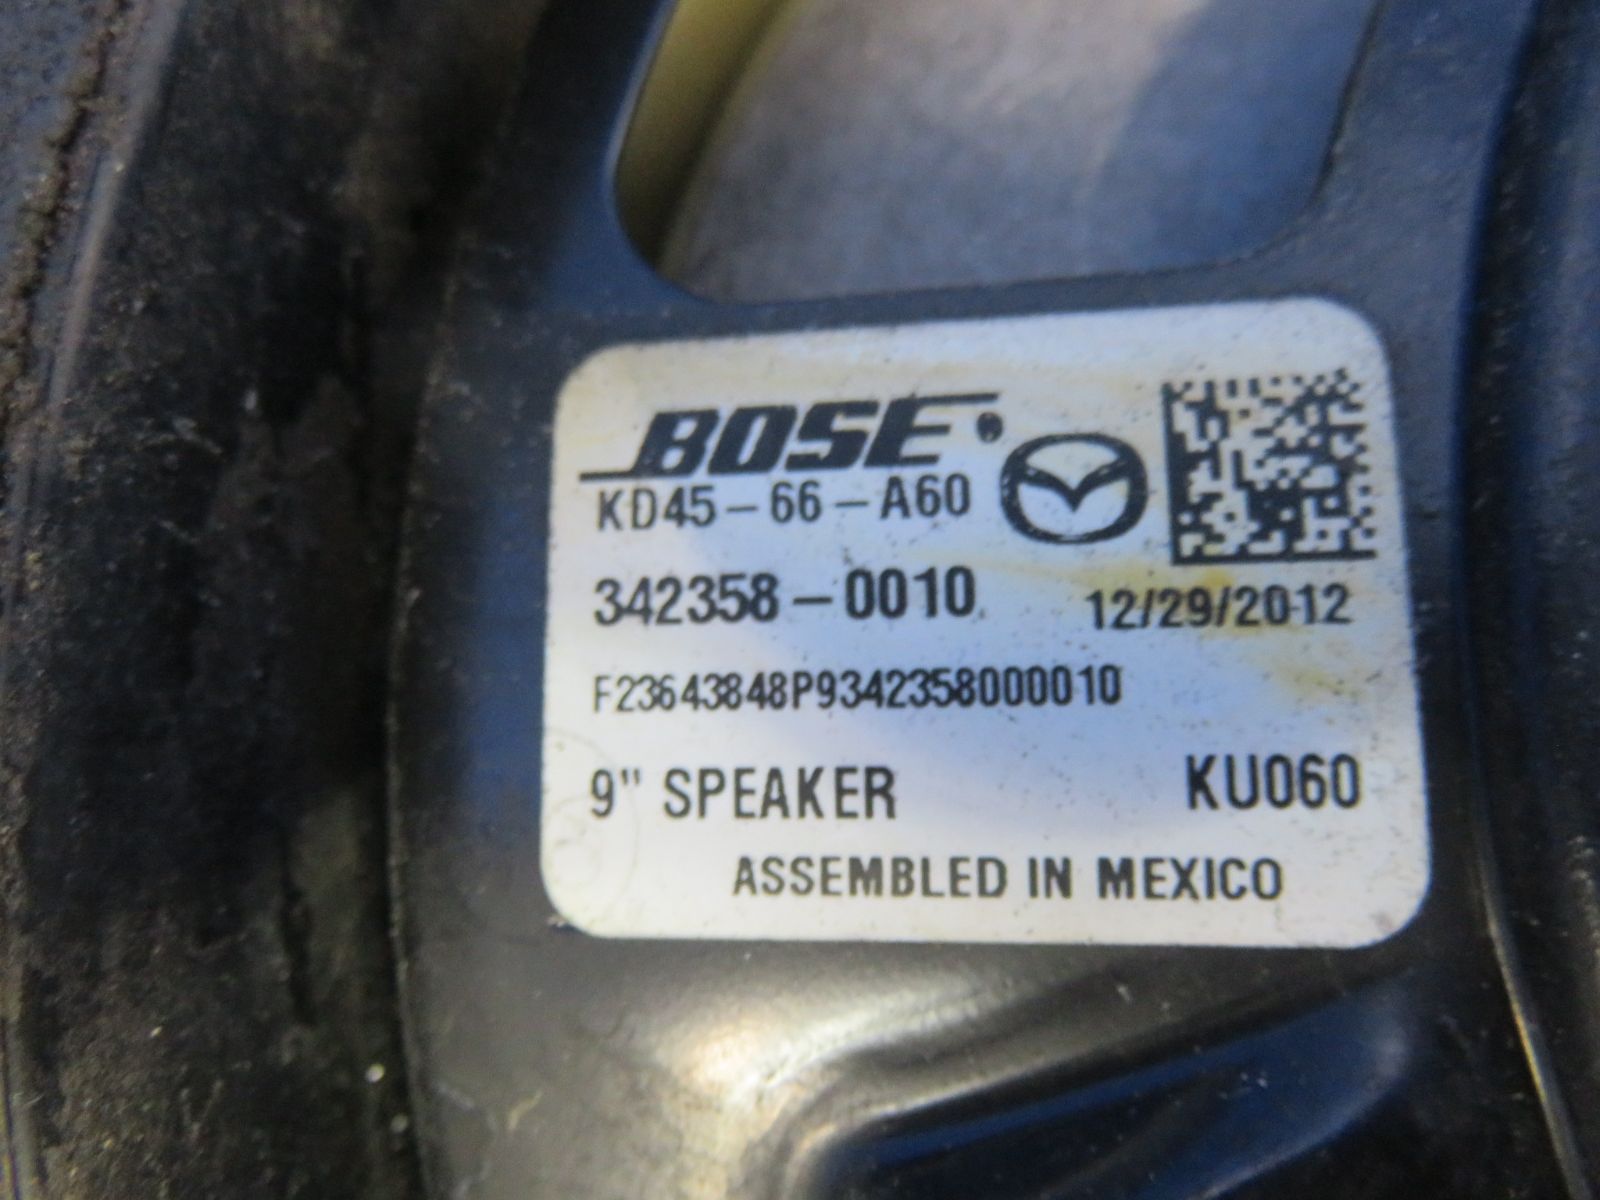 BOSE
KD45-66-A60
342358-0010 12/29/2012
F23643848P9342358000010
9" SPEAKER KU060
ASSEMBLED IN MEXICO